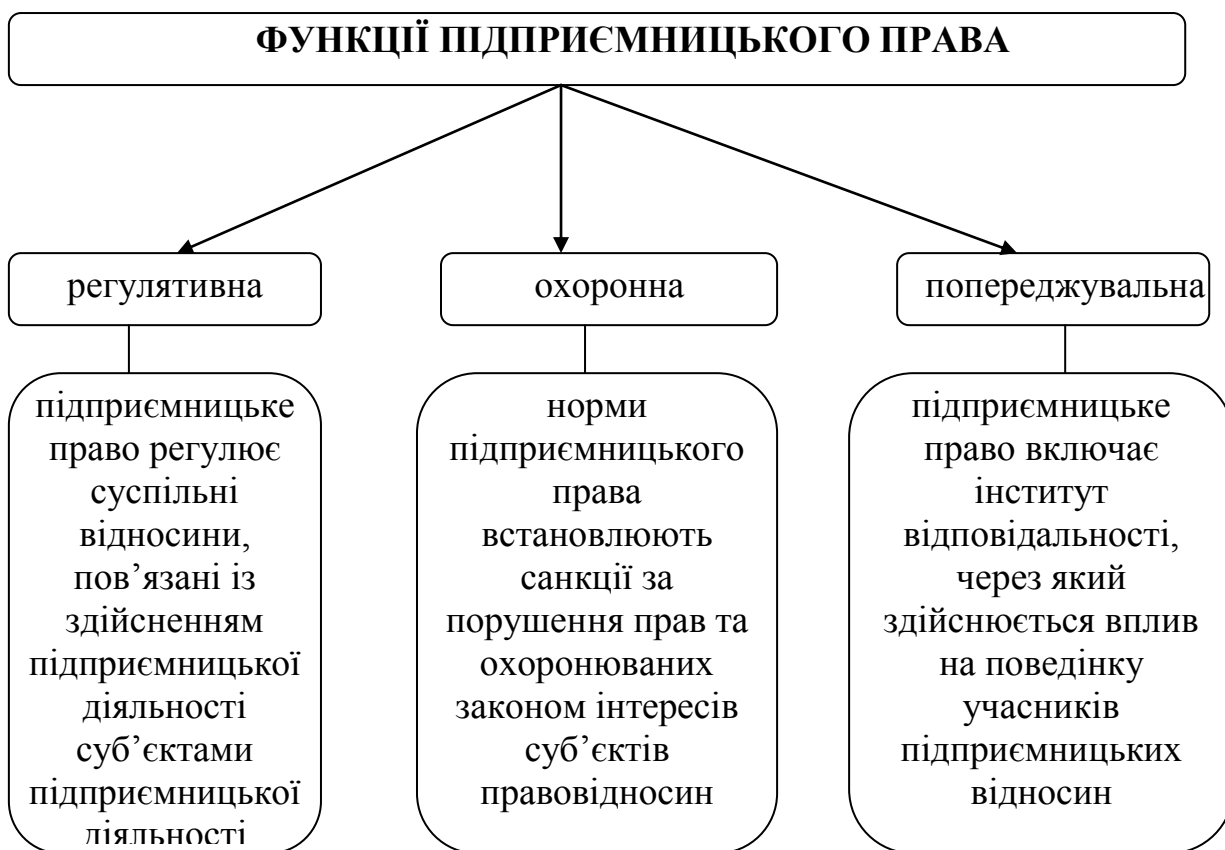 ФУНКЦІЇ ПІДПРИЄМНИЦЬКОГО ПРАВА
регулятивна
охоронна
попереджувальна
підприємницьке
право регулює
суспільні
відносини,
пов’язані із
здійсненням
підприємницької
діяльності
суб’єктами
підприємницької
діяльності
норми
підприємницького
права
встановлюють
санкції за
порушення прав та
охоронюваних
законом інтересів
суб’єктів
правовідносин
підприємницьке
право включає
інститут
відповідальності,
через який
здійснюється вплив
на поведінку
учасників
підприємницьких
відносин